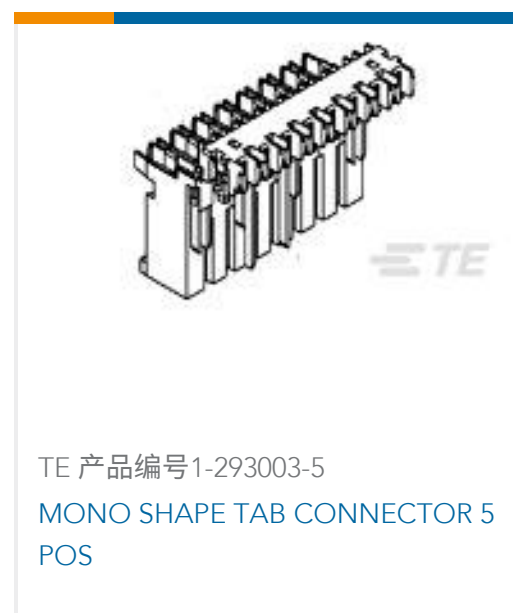 TE
TE 产品编号1-293003-5
MONO SHAPE TAB CONNECTOR 5
POS